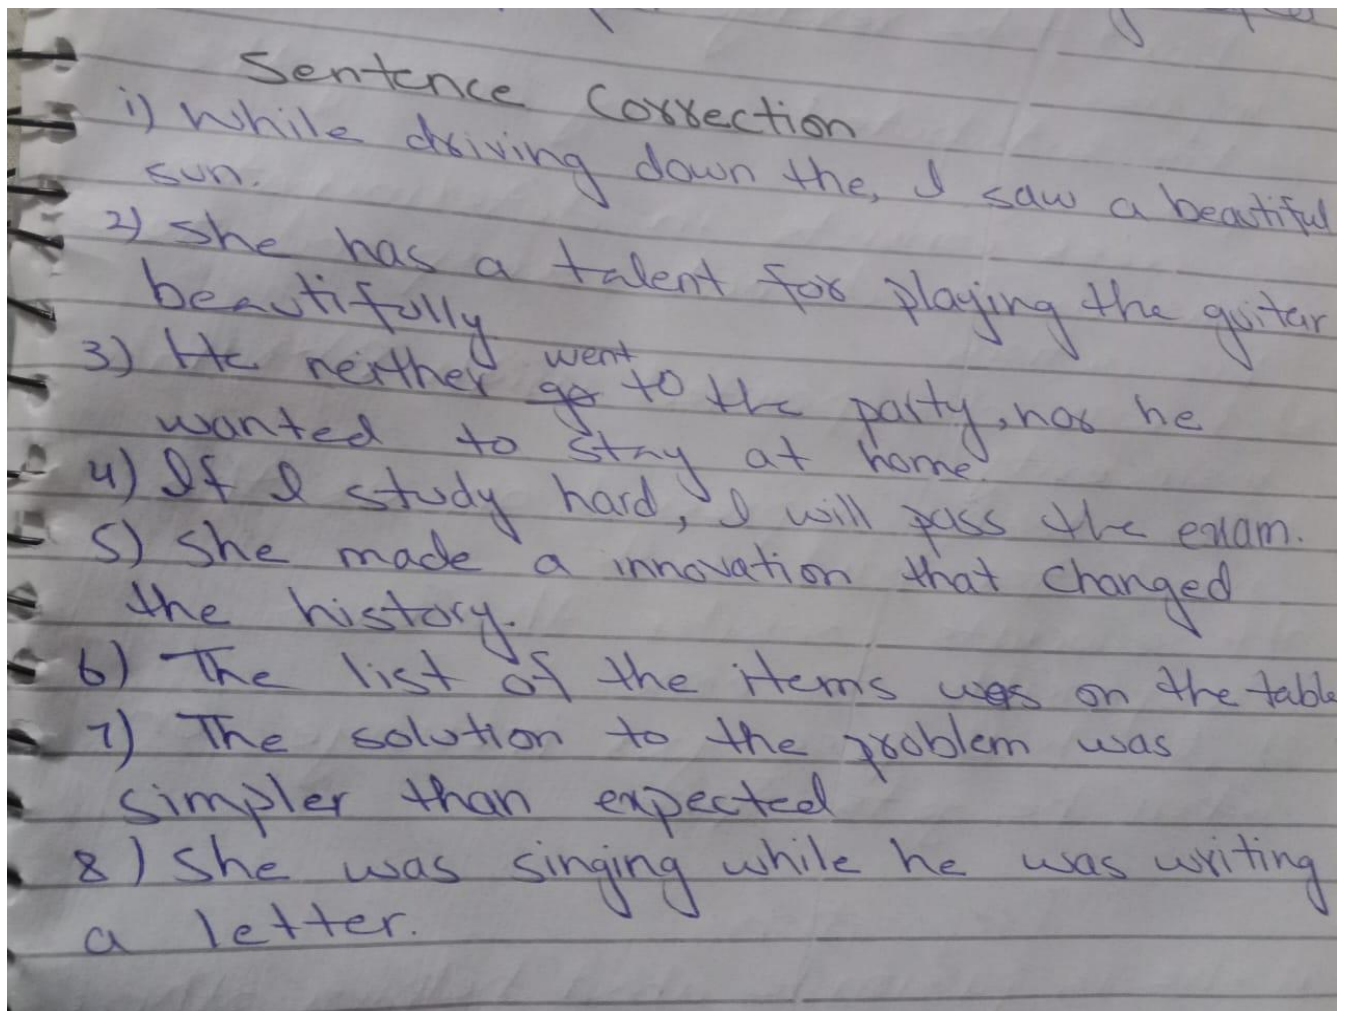 Sentence Correction
1) While driving down the, I saw a beautiful
sun.
2) She has a talent for playing the guitar
beautifully
3) He neither went to the party, nor he
wanted to stay at home.
4) If I study hard, I will pass the exam.
5) She made a innovation that changed
the history.
6) The list of the items was on the table
7) The solution to the problem was
simpler than expected
8) She was singing while he was writing
a letter.